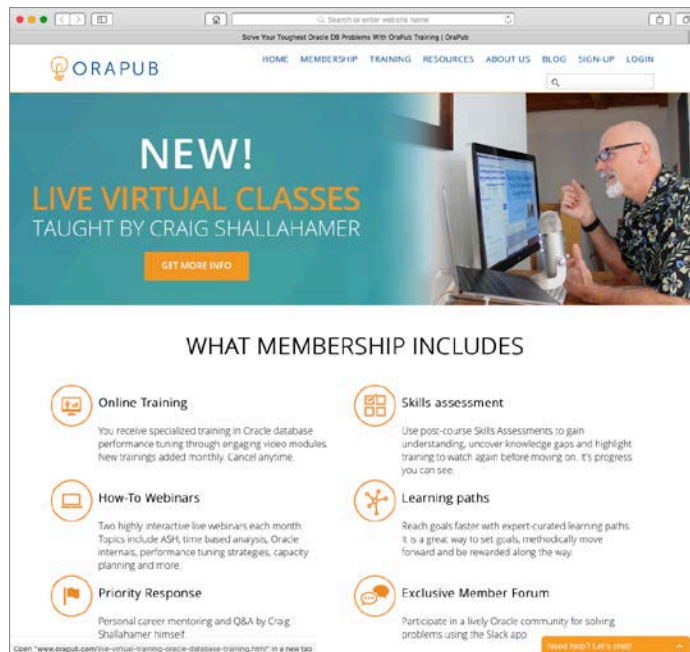 Search or enter website name
Solve Your Toughest Oracle DB Problems With OraPub Training | OraPub
ORAPUB
HOME MEMBERSHIP TRAINING RESOURCES ABOUT US BLOG SIGN-UP LOGIN
NEW!
LIVE VIRTUAL CLASSES
TAUGHT BY CRAIG SHALLAHAMER
GET MORE INFO
WHAT MEMBERSHIP INCLUDES
Online Training
You receive specialized training in Oracle database
performance tuning through engaging video modules.
New trainings added monthly. Cancel anytime.
Skills assessment
Use post-course Skills Assessments to gain
understanding, uncover knowledge gaps and highlight
training to watch again before moving on. It's progress
you can see.
How-To Webinars
Two highly interactive live webinars each month.
Topics include ASH, time based analysis, Oracle
internals, performance tuning strategies, capacity
planning and more.
Learning paths
Reach goals faster with expert-curated learning paths.
It is a great way to set goals, methodically move
forward and be rewarded along the way.
Priority Response
Personal career mentoring and Q&A by Craig
Shallahamer himself.
Exclusive Member Forum
Participate in a lively Oracle community for solving
problems using the Slack app
Open "www.orapub.com/live-virtual-training-oracle-database-training.html" in a new tab
Need help? Let's chat!